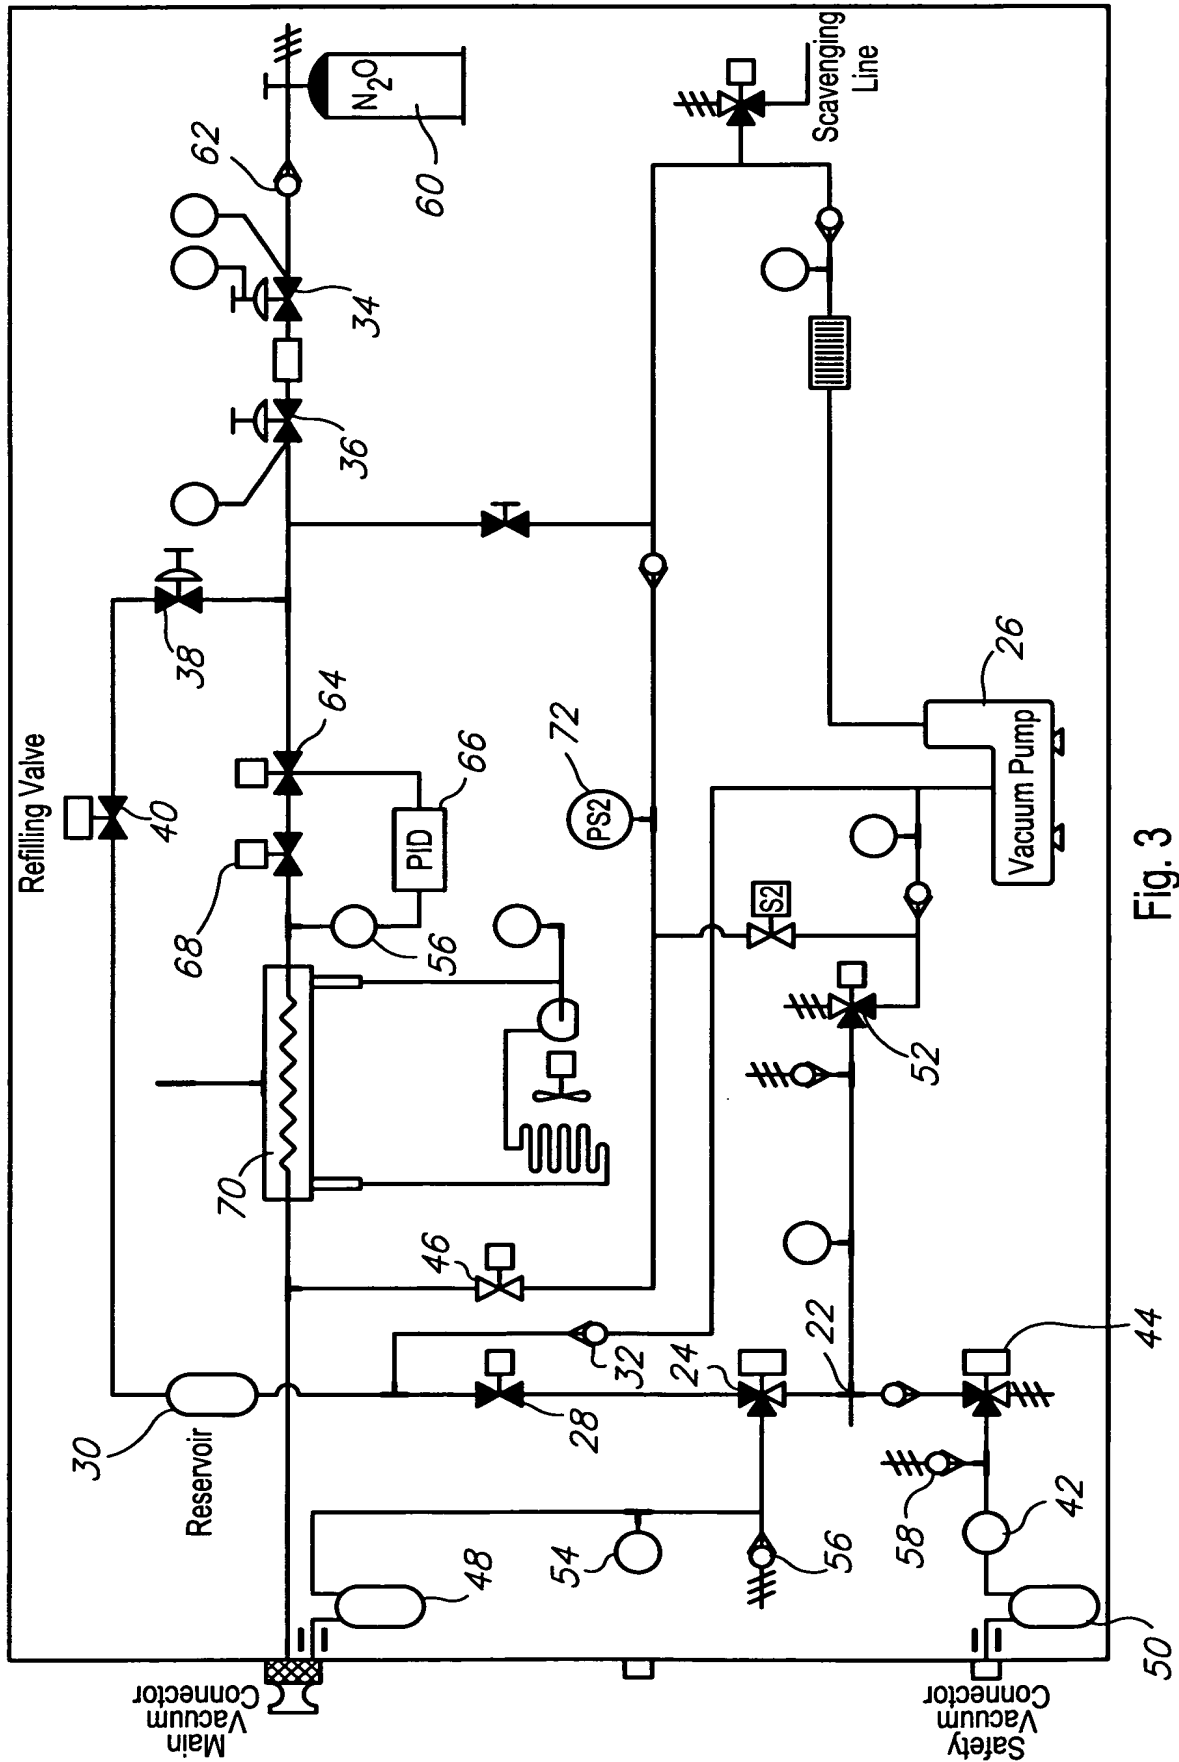 Refilling Valve
40
38
68
64
70
66
PID
56
36
34
62
N2O
60
30
Reservoir
46
32
28
24
22
72
PS2
S2
52
26
Vacuum Pump
Scavenging
Line
48
54
56
58
42
44
50
Main
Vacuum
Connector
Safety
Vacuum
Connector
Fig. 3